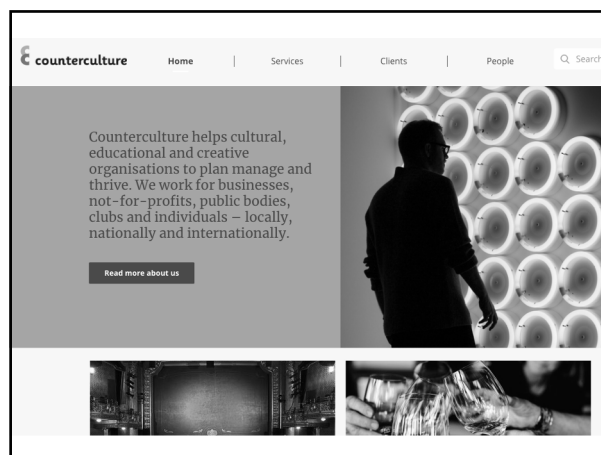 counterculture
Home | Services | Clients | People
Search
Counterculture helps cultural,
educational and creative
organisations to plan manage and
thrive. We work for businesses,
not-for-profits, public bodies,
clubs and individuals – locally,
nationally and internationally.
Read more about us